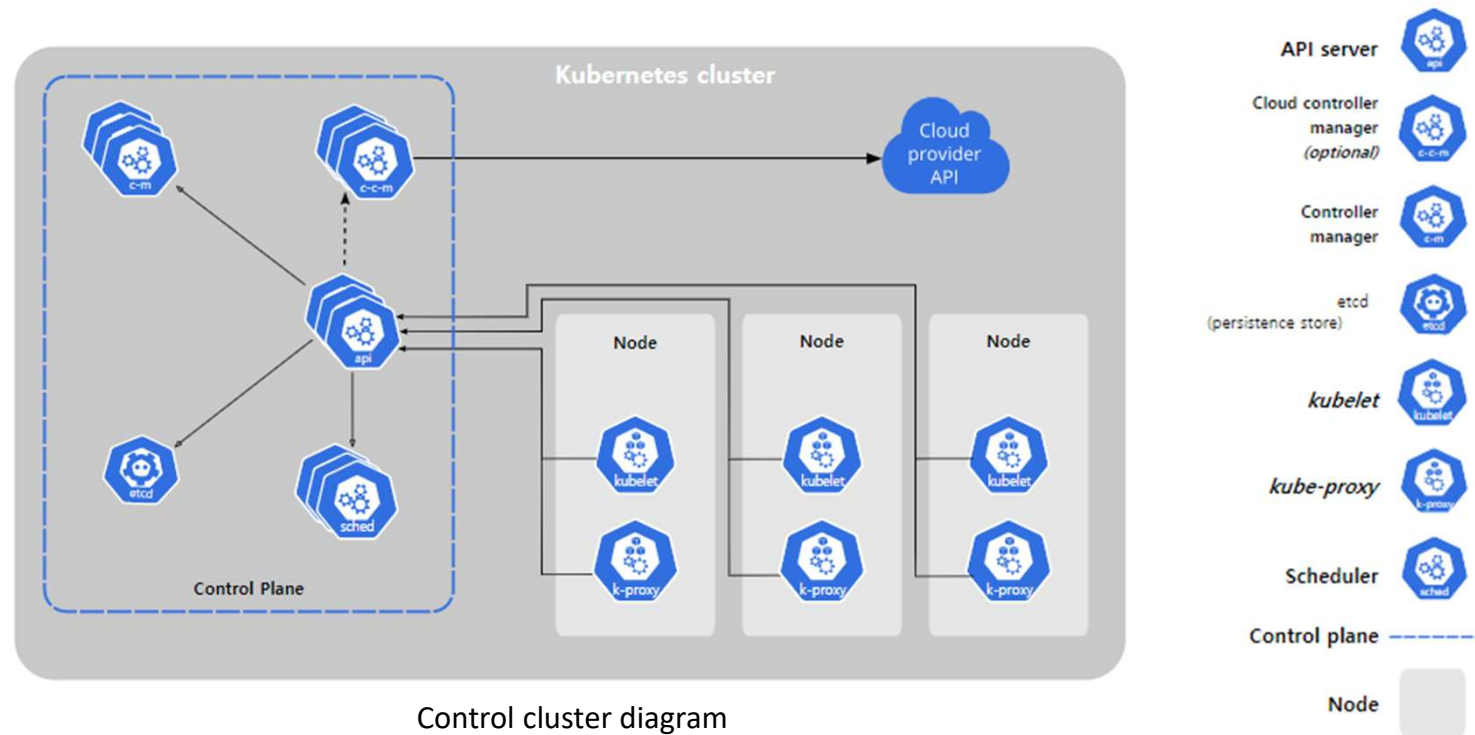 Kubernetes cluster
c-m
c-c-m
Cloud
provider
API
api
etcd
sched
Control Plane
Node
kubelet
k-proxy
Node
kubelet
k-proxy
Node
kubelet
k-proxy
API server
api
Cloud controller
manager
(optional)
c-c-m
Controller
manager
c-m
etcd
(persistence store)
etcd
kubelet
kubelet
kube-proxy
k-proxy
Scheduler
sched
Control plane
Node
Control cluster diagram